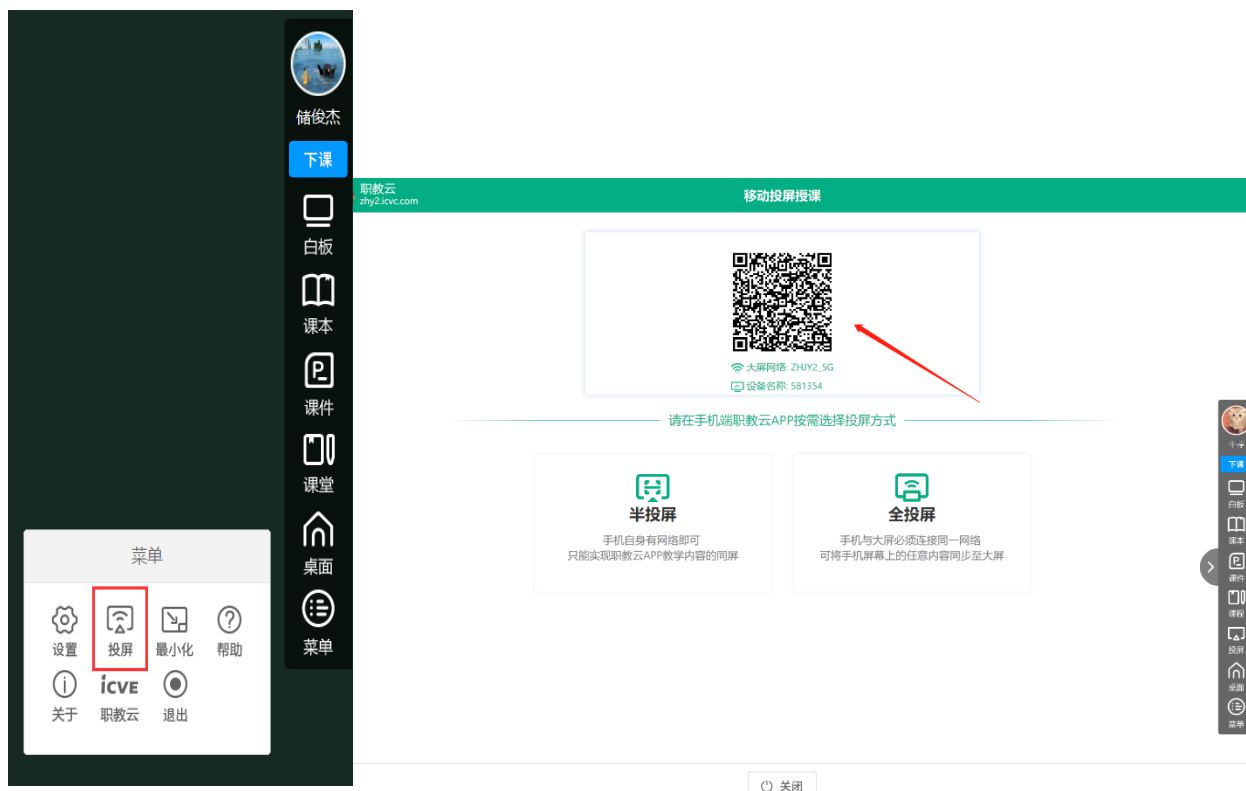 储俊杰
下课
白板
课本
课件
课堂
桌面
菜单
菜单
设置
投屏
最小化
帮助
关于
icve
职教云
退出
职教云
zhy2.icvc.com
移动投屏授课
大屏网络: ZHJY2_5G
设备名称: 581354
请在手机端职教云APP按需选择投屏方式
半投屏
手机自身有网络即可
只能实现职教云APP教学内容的同屏
全投屏
手机与大屏必须连接同一网络
可将手机屏幕上的任意内容同步至大屏
下课
白板
课本
课件
课程
投屏
桌面
菜单
关闭